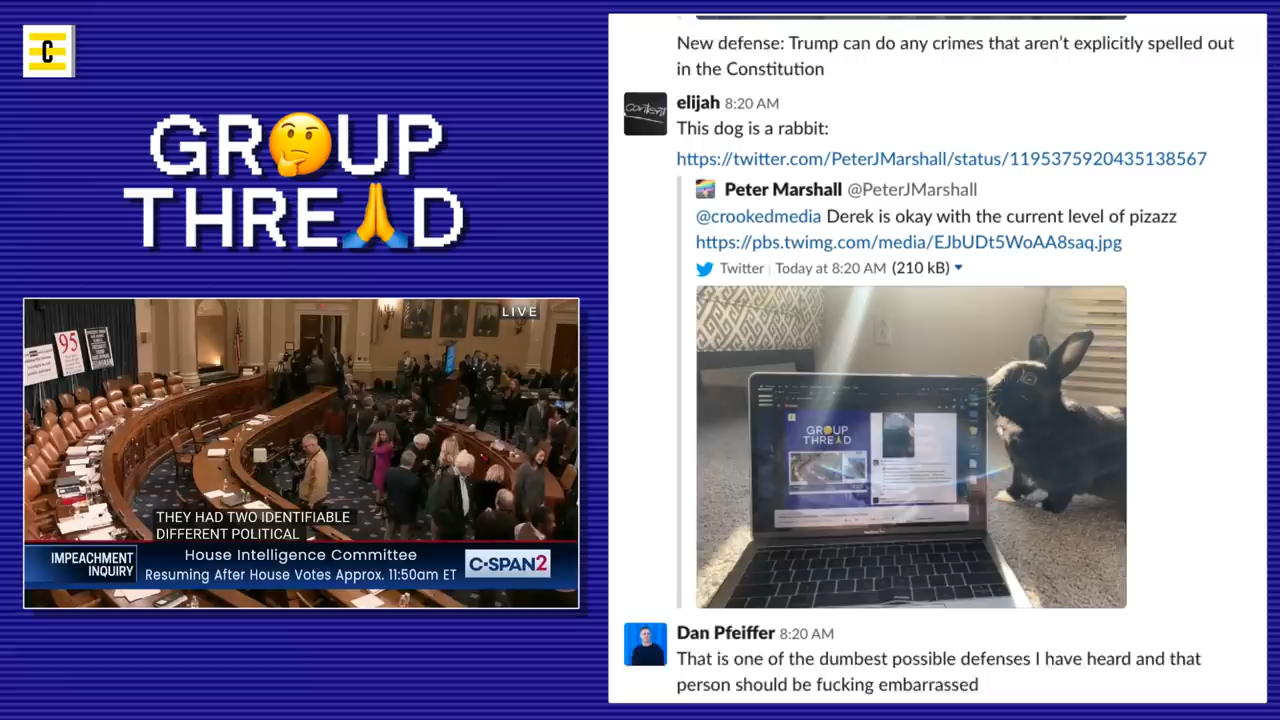 C
GROUP
THREAD
LIVE
95
THEY HAD TWO IDENTIFIABLE
DIFFERENT POLITICAL
IMPEACHMENT
INQUIRY
House Intelligence Committee
Resuming After House Votes Approx. 11:50am ET
C-SPAN2
New defense: Trump can do any crimes that aren't explicitly spelled out
in the Constitution
elijah 8:20 AM
This dog is a rabbit:
https://twitter.com/PeterJMarshall/status/1195375920435138567
Peter Marshall @PeterJMarshall
@crookedmedia Derek is okay with the current level of pizazz
https://pbs.twimg.com/media/EJbUDt5WoAA8saq.jpg
Twitter | Today at 8:20 AM (210 kB)
GROUP
THREAD
Dan Pfeiffer 8:20 AM
That is one of the dumbest possible defenses I have heard and that
person should be fucking embarrassed